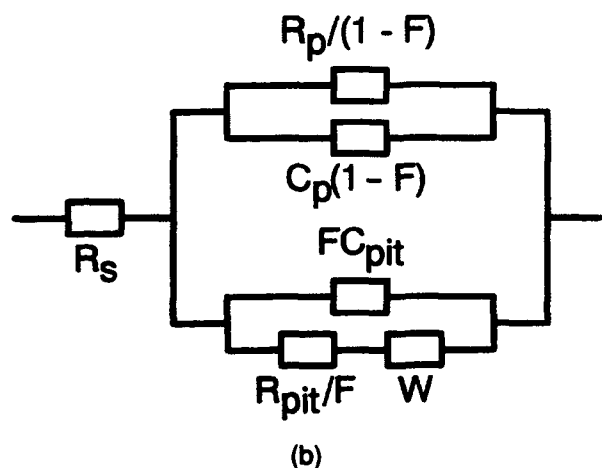 Rp/(1 - F)
Cp(1 - F)
Rs
FCpit
Rpit/F
W
(b)